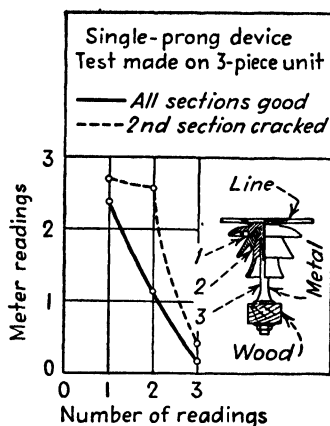 Single-prong device
Test made on 3-piece unit
All sections good
2nd section cracked
3
2
1
0
Meter readings
Line
1
2
3
Metal
Wood
0 1 2 3
Number of readings